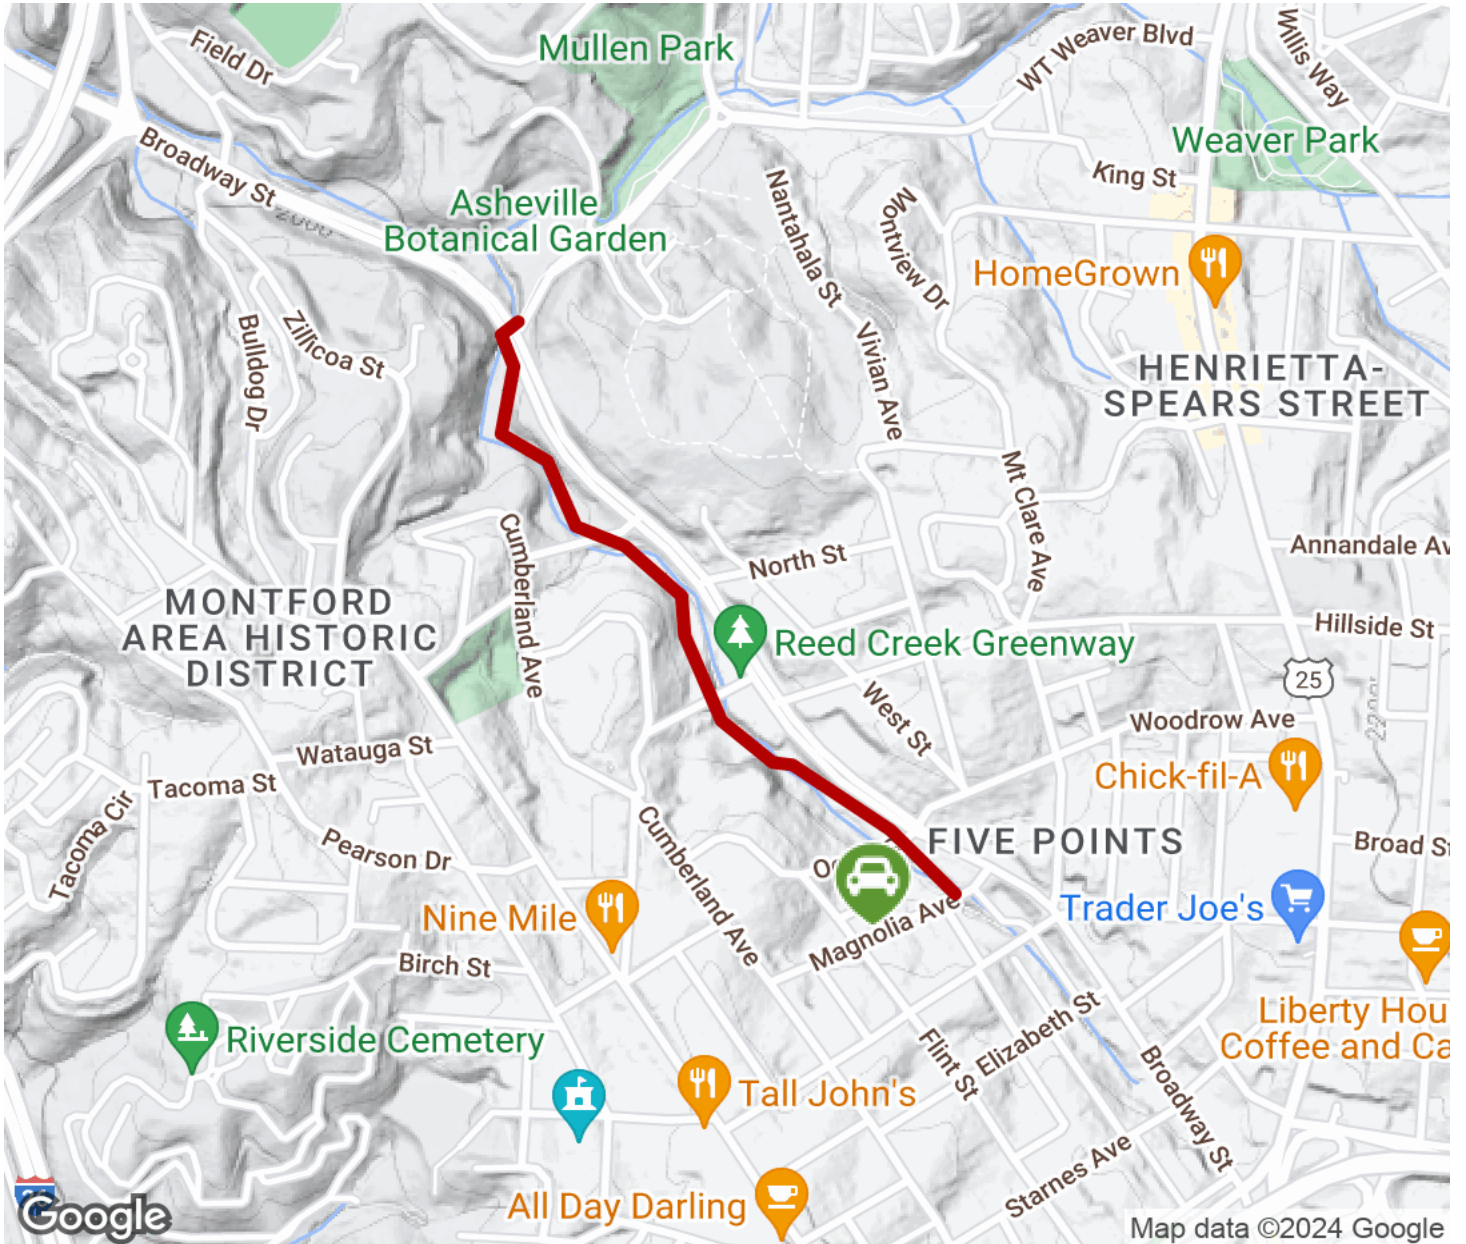 Mullen Park
Field Dr
WT Weaver Blvd
Willis Way
Weaver Park
Broadway St
King St
Asheville
Botanical Garden
2000
Nantahala St
Montview Dr
HomeGrown
Bulldog Dr
Zillicoa St
Vivian Ave
HENRIETTA-
SPEARS STREET
Mt Clare Ave
Cumberland Ave
North St
Annandale Av
MONTFORD
AREA HISTORIC
DISTRICT
Reed Creek Greenway
Hillside St
25
West St
Woodrow Ave
Watauga St
Tacoma St
Chick-fil-A
Tacoma Cir
Pearson Dr
Cumberland Ave
FIVE POINTS
Broad St
Nine Mile
Magnolia Ave
Trader Joe's
Birch St
Liberty Hou
Coffee and Ca
Riverside Cemetery
Flint St
Elizabeth St
Broadway St
Tall John's
Starnes Ave
All Day Darling
Google
Map data ©2024 Google